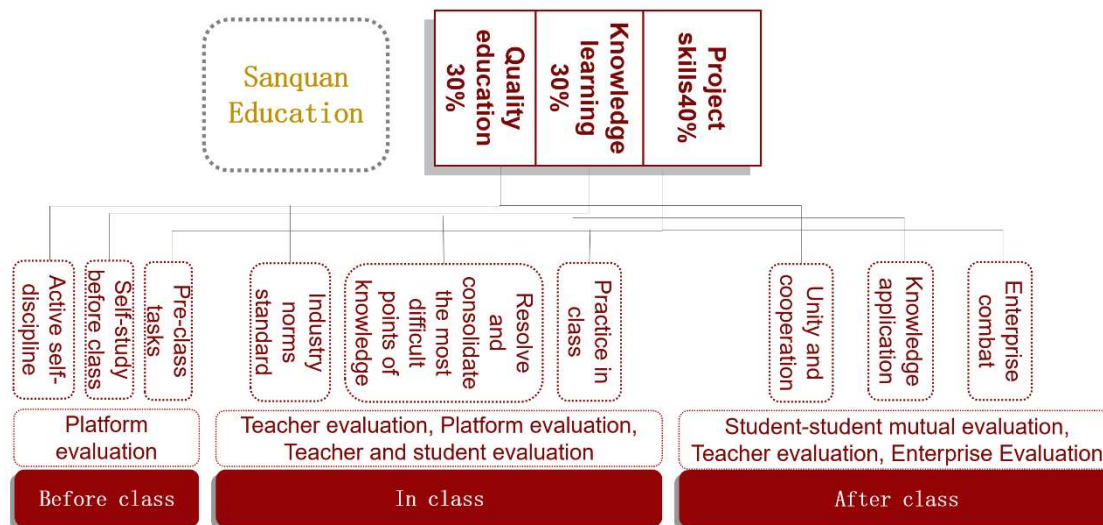 Sanquan
Education
Quality
education
30%
Knowledge
learning
30%
Project
skills40%
Active self-
discipline
Self-study
before class
Pre-class
tasks
Industry
norms
standard
Resolve
and
consolidate
the most
difficult
points of
knowledge
Practice in
class
Unity and
cooperation
Knowledge
application
Enterprise
combat
Platform
evaluation
Teacher evaluation, Platform evaluation,
Teacher and student evaluation
Student-student mutual evaluation,
Teacher evaluation, Enterprise Evaluation
Before class
In class
After class